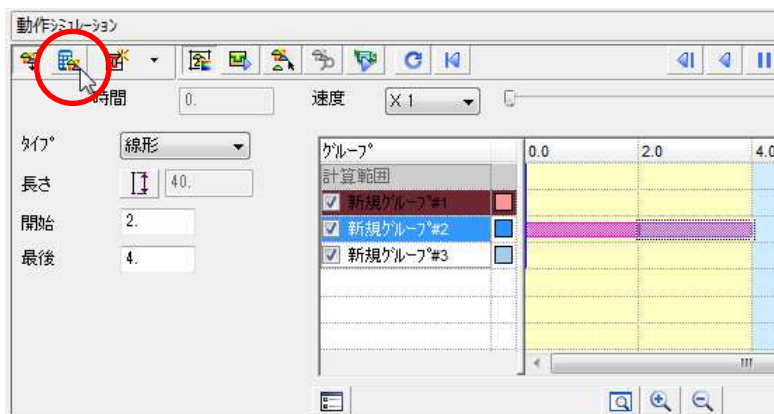 動作ｼﾐｭﾚｰｼｮﾝ
時間 0. 速度 X 1
ﾀｲﾌﾟ 線形
長さ 40.
開始 2.
最後 4.
ｸﾞﾙｰﾌﾟ 0.0 2.0 4.0
計算範囲
新規ｸﾞﾙｰﾌﾟ#1
新規ｸﾞﾙｰﾌﾟ#2
新規ｸﾞﾙｰﾌﾟ#3